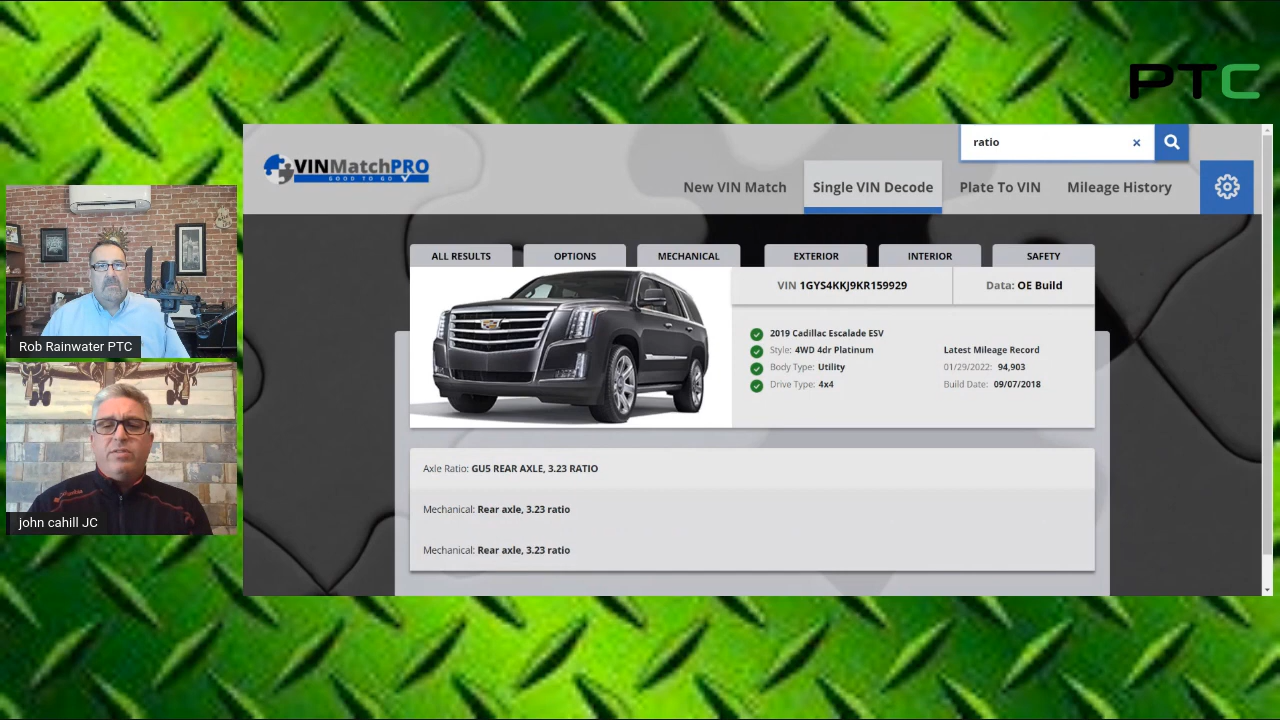 PTC
ratio
VINMatchPRO
GOOD TO GO
New VIN Match
Single VIN Decode
Plate To VIN
Mileage History
ALL RESULTS
OPTIONS
MECHANICAL
EXTERIOR
INTERIOR
SAFETY
VIN 1GYS4KKJ9KR159929
Data: OE Build
2019 Cadillac Escalade ESV
Style: 4WD 4dr Platinum
Body Type: Utility
Drive Type: 4x4
Latest Mileage Record
01/29/2022: 94,903
Build Date: 09/07/2018
Axle Ratio: GU5 REAR AXLE, 3.23 RATIO
Mechanical: Rear axle, 3.23 ratio
Mechanical: Rear axle, 3.23 ratio
Rob Rainwater PTC
john cahill JC